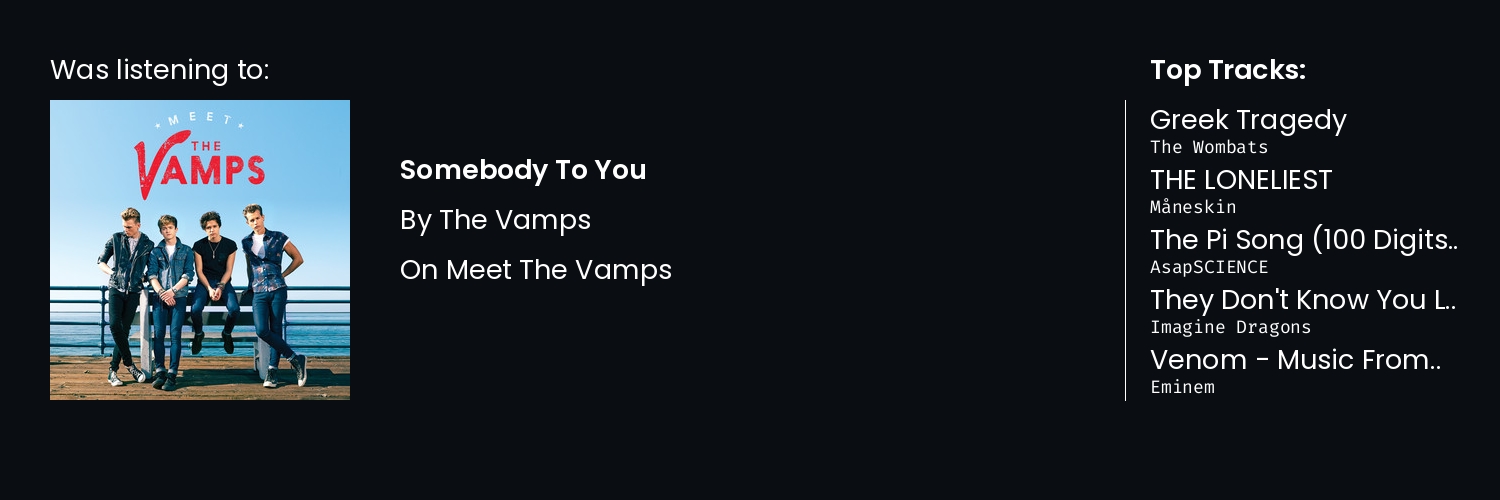 Was listening to:
* MEET *
THE
VAMPS
Somebody To You
By The Vamps
On Meet The Vamps
Top Tracks:
Greek Tragedy
The Wombats
THE LONELIEST
Måneskin
The Pi Song (100 Digits..
AsapSCIENCE
They Don't Know You L..
Imagine Dragons
Venom - Music From..
Eminem